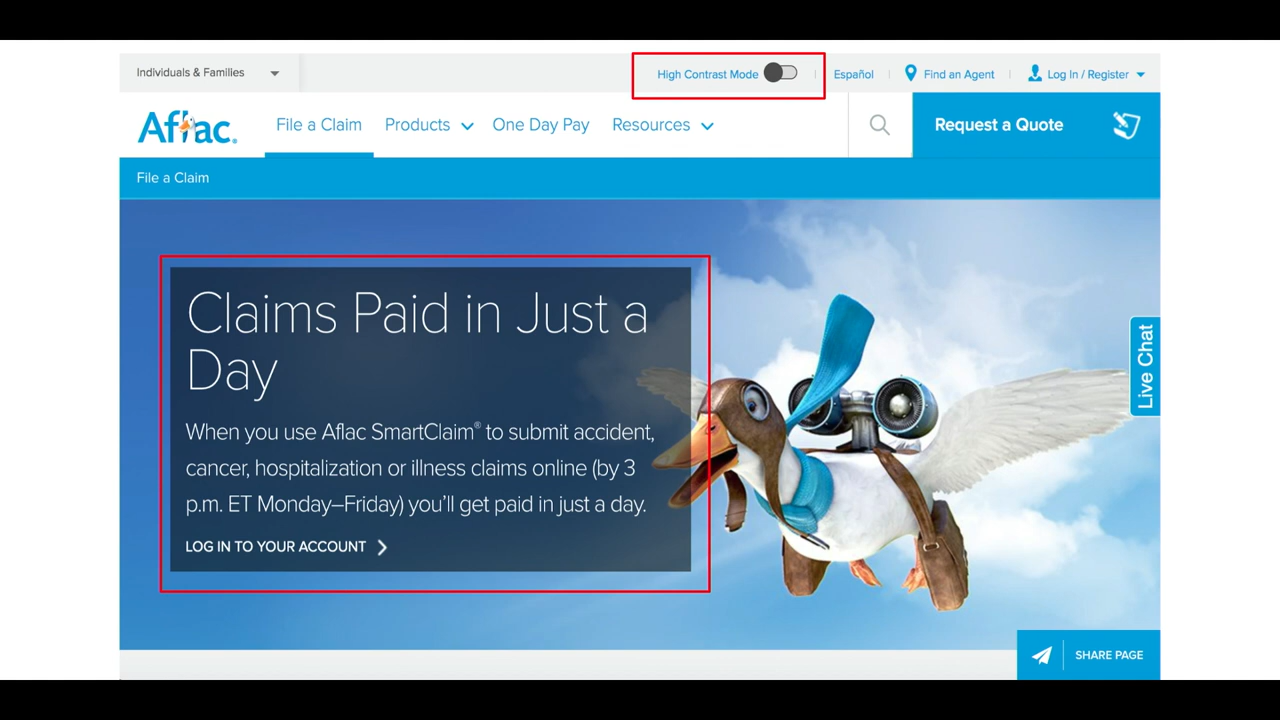 Individuals & Families
High Contrast Mode
Español
Find an Agent
Log In / Register
Aflac.
File a Claim
Products
One Day Pay
Resources
Request a Quote
File a Claim
Claims Paid in Just a
Day
When you use Aflac SmartClaim® to submit accident,
cancer, hospitalization or illness claims online (by 3
p.m. ET Monday–Friday) you’ll get paid in just a day.
LOG IN TO YOUR ACCOUNT
Live Chat
SHARE PAGE